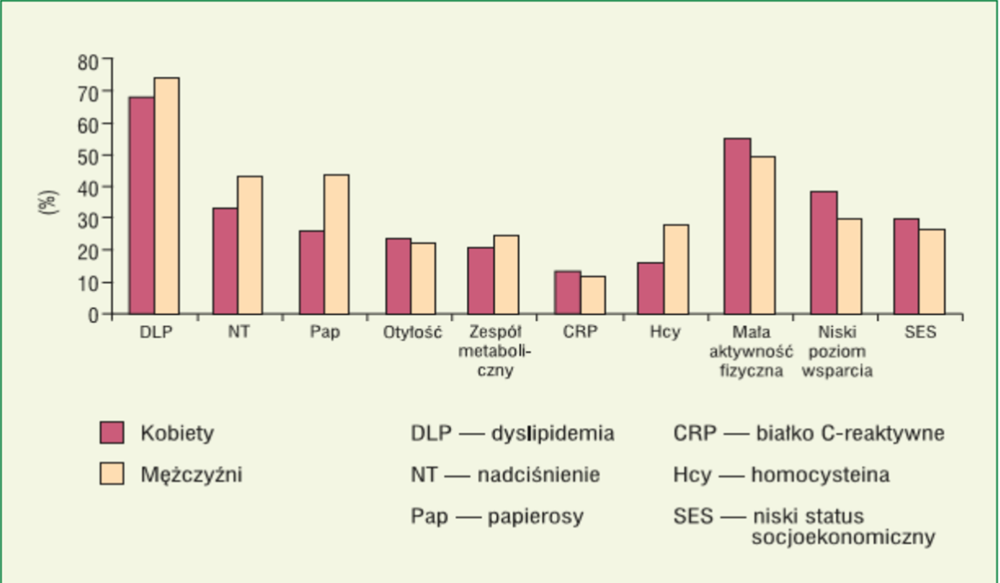 80
70
60
50
40
30
20
10
0
(%)
DLP
NT
Pap
Otyłość
Zespół
metaboli-
czny
CRP
Hcy
Mała
aktywność
fizyczna
Niski
poziom
wsparcia
SES
Kobiety
Mężczyźni
DLP — dyslipidemia
NT — nadciśnienie
Pap — papierosy
CRP — białko C-reaktywne
Hcy — homocysteina
SES — niski status
socjoekonomiczny